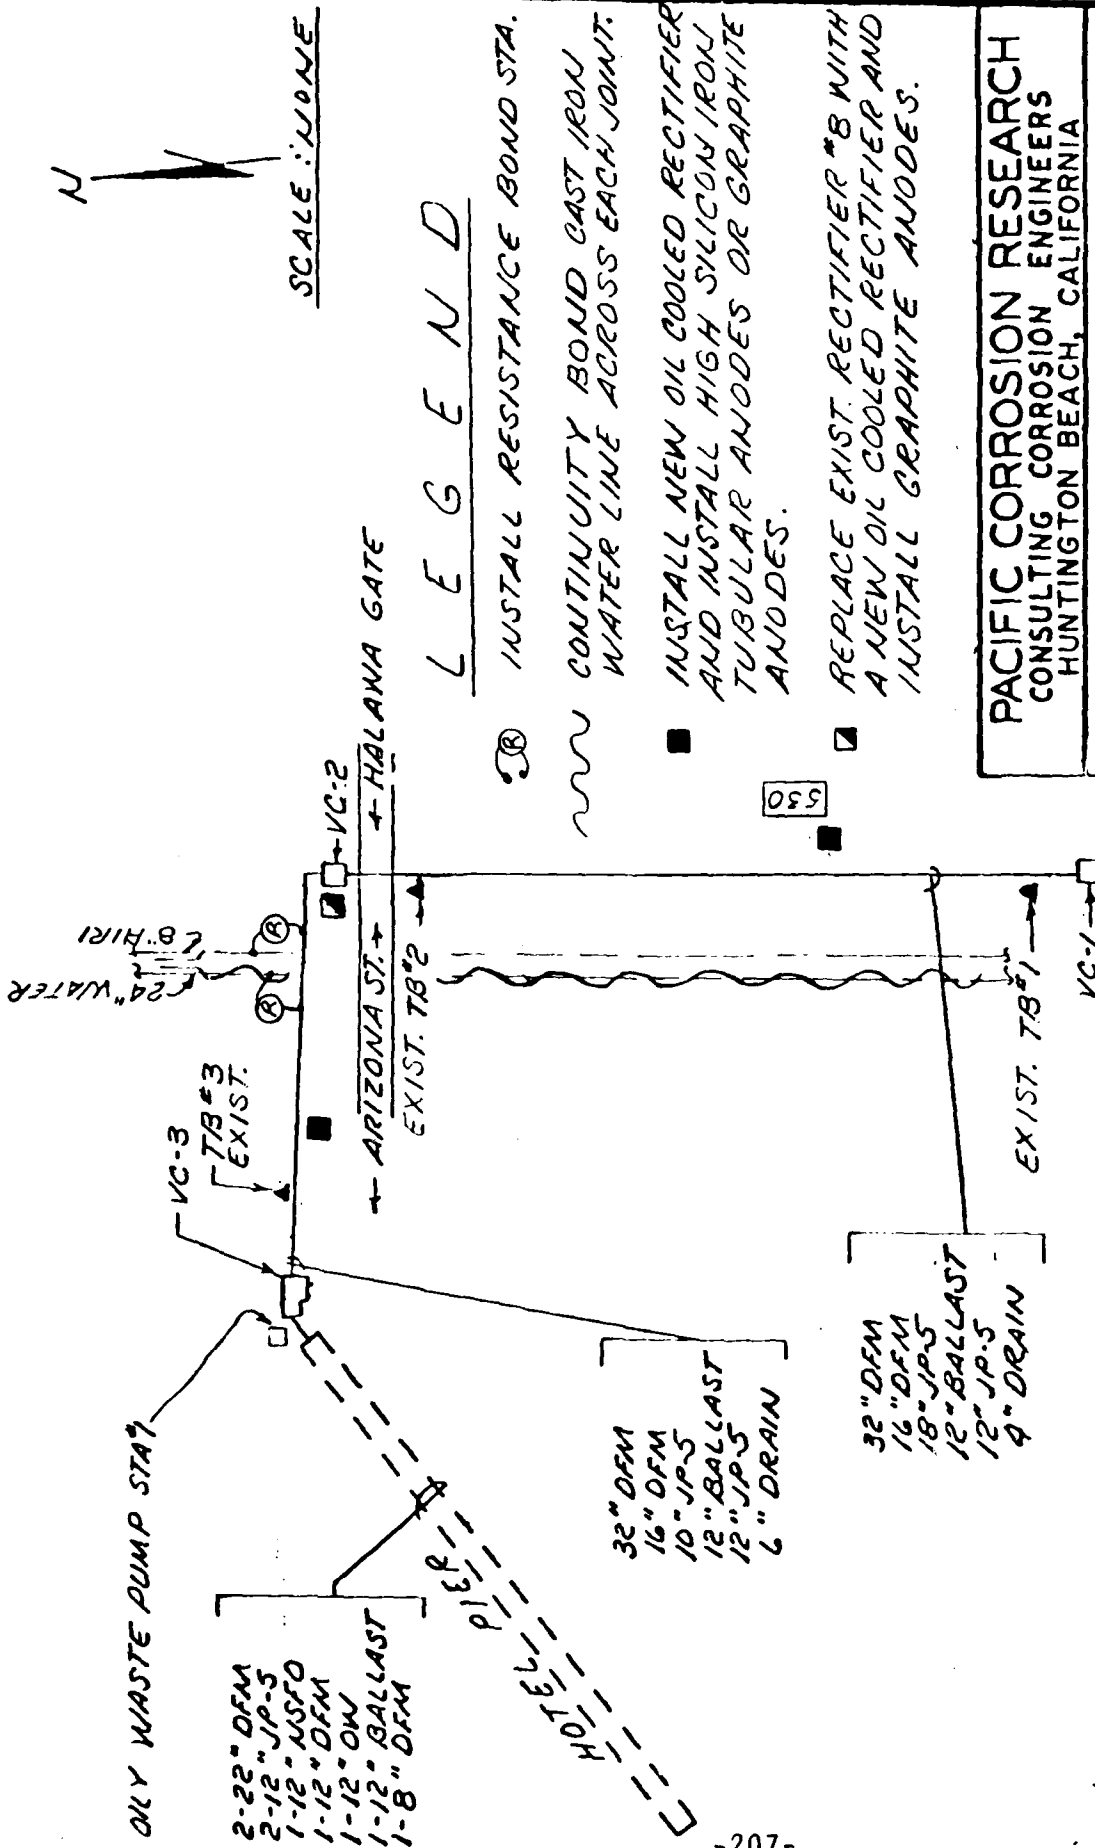 N
SCALE : NONE
LEGEND
INSTALL RESISTANCE BOND STA.
CONTINUITY BOND CAST IRON
WATER LINE ACROSS EACH JOINT.
INSTALL NEW OIL COOLED RECTIFIER
AND INSTALL HIGH SILICON IRON
TUBULAR ANODES OR GRAPHITE
ANODES.
REPLACE EXIST. RECTIFIER #8 WITH
A NEW OIL COOLED RECTIFIER AND
INSTALL GRAPHITE ANODES.
PACIFIC CORROSION RESEARCH
CONSULTING CORROSION ENGINEERS
HUNTINGTON BEACH, CALIFORNIA
R
530
24" WATER
8" HIRI
R
R
VC-2
ARIZONA ST.
HALAWA GATE
EXIST. TB#2
VC-3
TB#3
EXIST.
EXIST. TB#1
VC-1
OILY WASTE PUMP STA
2-22" DFM
2-12" JP-5
1-12" NSFO
1-12" DFM
1-12" OW
1-12" BALLAST
1-8" DFM
HOTEL PIER
32" DFM
16" DFM
10" JP-5
12" BALLAST
12" JP-5
6" DRAIN
32" DFM
16" DFM
18" JP-5
12" BALLAST
12" JP-5
4" DRAIN
-207-